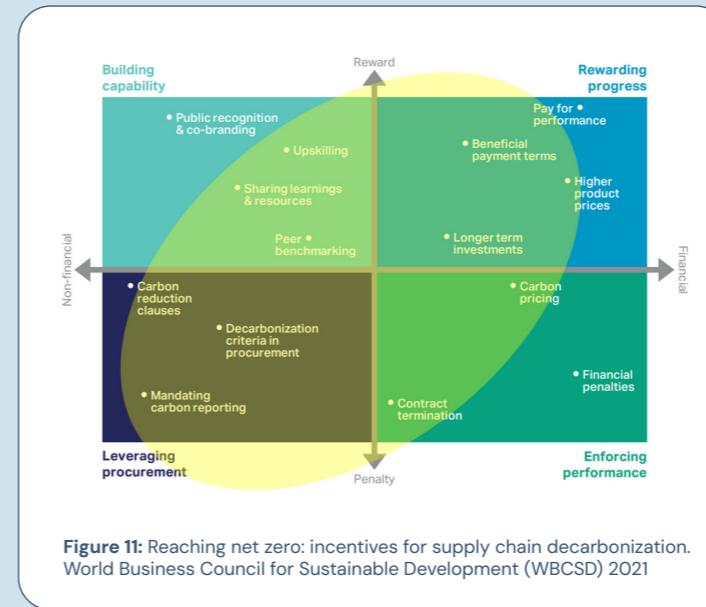 Reward
Building
capability
Rewarding
progress
Public recognition
& co-branding
Upskilling
Sharing learnings
& resources
Peer
benchmarking
Pay for
performance
Beneficial
payment terms
Higher
product
prices
Longer term
investments
Non-financial
Financial
Carbon
reduction
clauses
Decarbonization
criteria in
procurement
Mandating
carbon reporting
Carbon
pricing
Financial
penalties
Contract
termination
Leveraging
procurement
Enforcing
performance
Penalty
Figure 11: Reaching net zero: incentives for supply chain decarbonization.
World Business Council for Sustainable Development (WBCSD) 2021